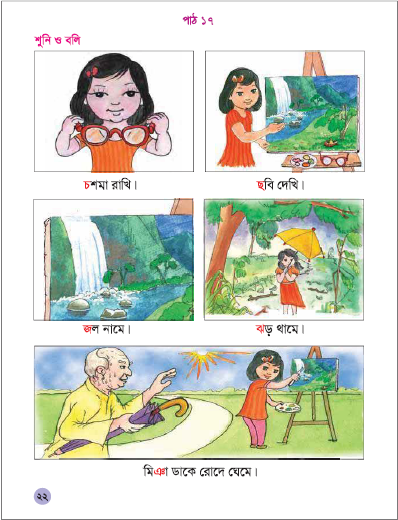 পাঠ ১৭
শুনি ও বলি
চশমা রাখি।
ছবি দেখি।
জল নামে।
ঝড় থামে।
মিঞা ডাকে রোদে ঘেমে।
২২